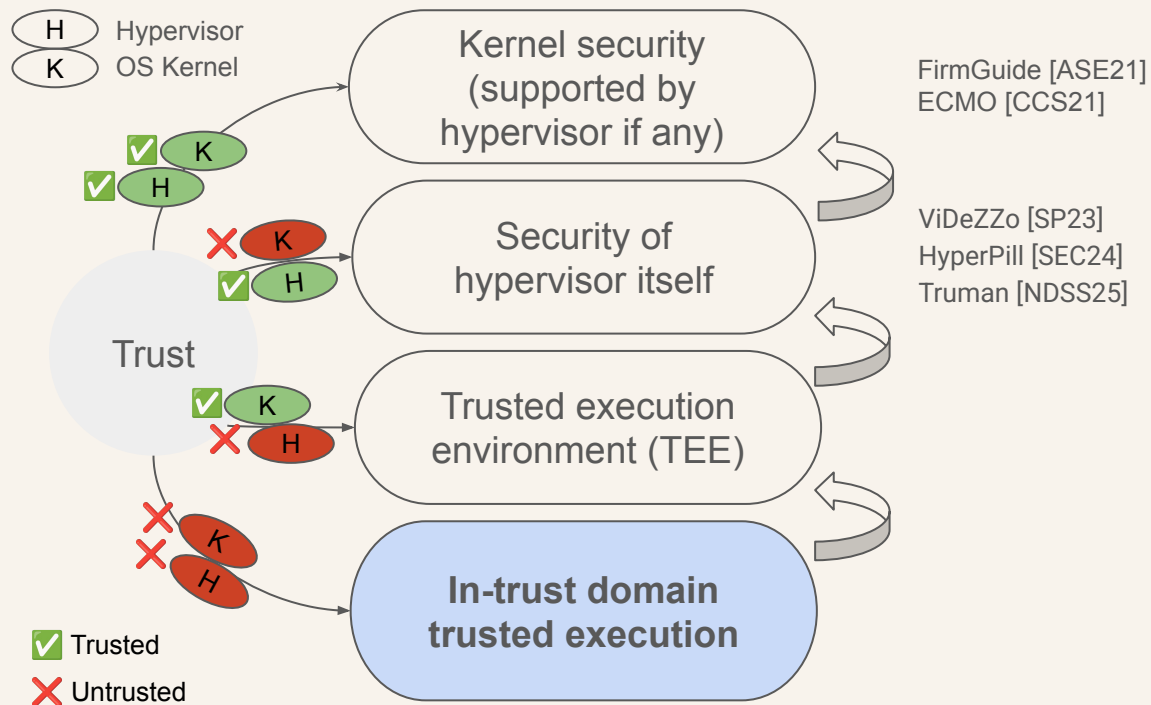 H
Hypervisor
K
OS Kernel
Kernel security
(supported by
hypervisor if any)
FirmGuide [ASE21]
ECMO [CCS21]
K
H
Security of
hypervisor itself
ViDeZZo [SP23]
HyperPill [SEC24]
Truman [NDSS25]
K
H
Trust
Trusted execution
environment (TEE)
K
H
In-trust domain
trusted execution
K
H
Trusted
Untrusted